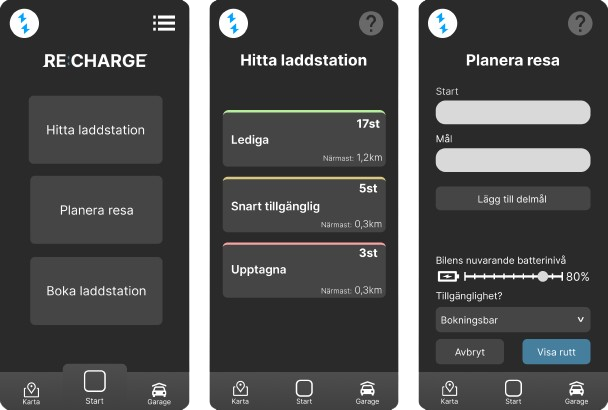 RE:CHARGE
Hitta laddstation
Planera resa
Boka laddstation
Karta
Start
Garage
Hitta laddstation
17st
Lediga
Närmast: 1,2km
5st
Snart tillgänglig
Närmast: 0,3km
3st
Upptagna
Närmast: 0,3km
Karta
Start
Garage
Planera resa
Start
Mål
Lägg till delmål
Bilens nuvarande batterinivå
80%
Tillgänglighet?
Bokningsbar
Avbryt
Visa rutt
Karta
Start
Garage